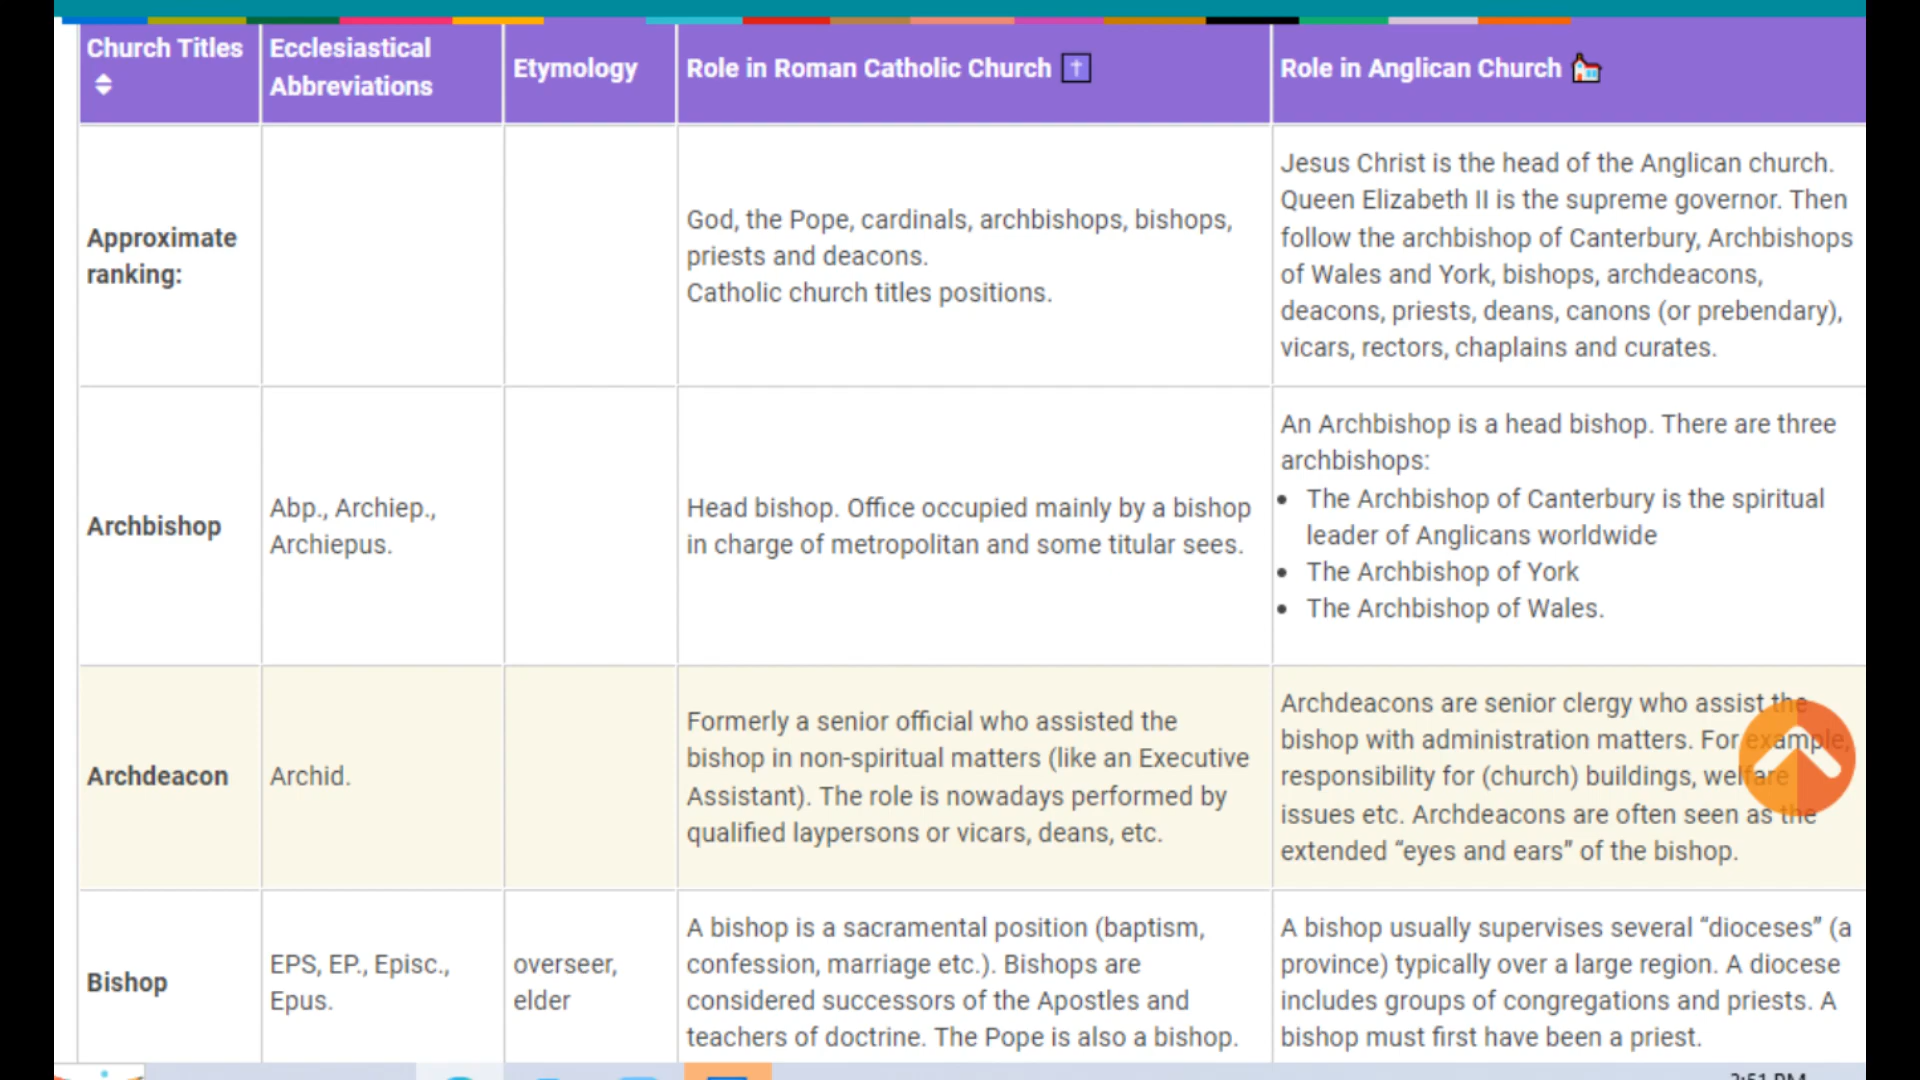 Church Titles
Ecclesiastical
Abbreviations
Etymology
Role in Roman Catholic Church
Role in Anglican Church
Approximate
ranking:
God, the Pope, cardinals, archbishops, bishops,
priests and deacons.
Catholic church titles positions.
Jesus Christ is the head of the Anglican church.
Queen Elizabeth II is the supreme governor. Then
follow the archbishop of Canterbury, Archbishops
of Wales and York, bishops, archdeacons,
deacons, priests, deans, canons (or prebendary),
vicars, rectors, chaplains and curates.
Archbishop
Abp., Archiep.,
Archiepus.
Head bishop. Office occupied mainly by a bishop
in charge of metropolitan and some titular sees.
An Archbishop is a head bishop. There are three
archbishops:
• The Archbishop of Canterbury is the spiritual
leader of Anglicans worldwide
• The Archbishop of York
• The Archbishop of Wales.
Archdeacon
Archid.
Formerly a senior official who assisted the
bishop in non-spiritual matters (like an Executive
Assistant). The role is nowadays performed by
qualified laypersons or vicars, deans, etc.
Archdeacons are senior clergy who assist the
bishop with administration matters. For example,
responsibility for (church) buildings, welfare
issues etc. Archdeacons are often seen as the
extended “eyes and ears” of the bishop.
Bishop
EPS, EP., Episc.,
Epus.
overseer,
elder
A bishop is a sacramental position (baptism,
confession, marriage etc.). Bishops are
considered successors of the Apostles and
teachers of doctrine. The Pope is also a bishop.
A bishop usually supervises several “dioceses” (a
province) typically over a large region. A diocese
includes groups of congregations and priests. A
bishop must first have been a priest.